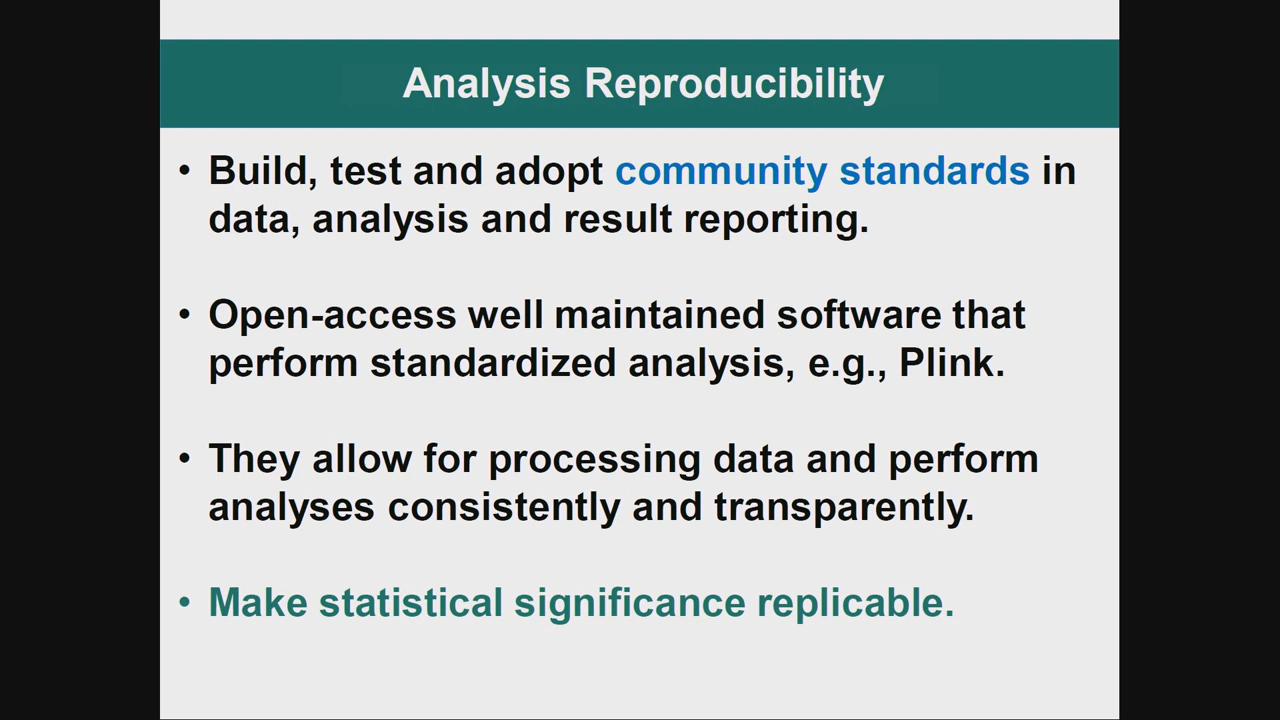 Analysis Reproducibility
• Build, test and adopt community standards in
data, analysis and result reporting.
• Open-access well maintained software that
perform standardized analysis, e.g., Plink.
• They allow for processing data and perform
analyses consistently and transparently.
• Make statistical significance replicable.